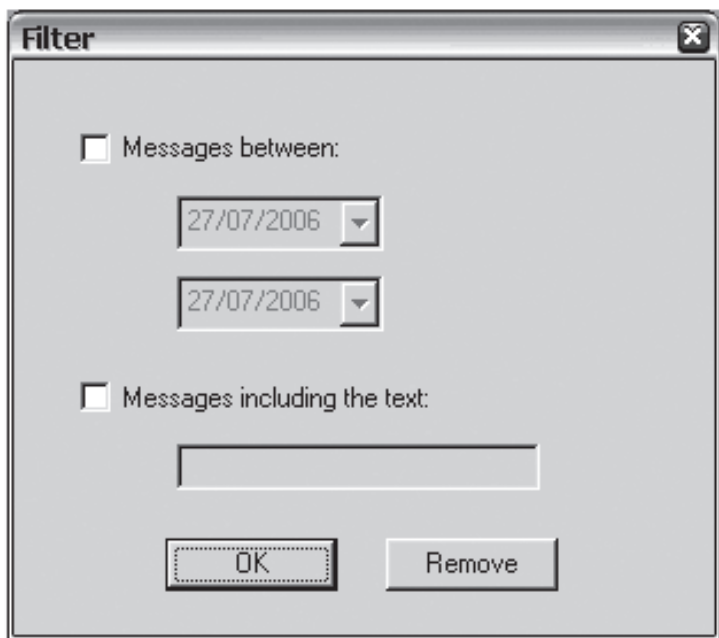 Filter
Messages between:
27/07/2006
27/07/2006
Messages including the text:
OK
Remove